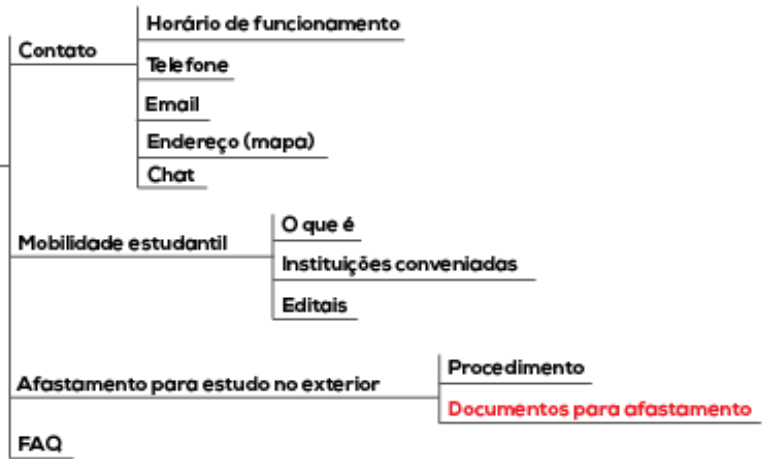 Contato
Horário de funcionamento
Telefone
Email
Endereço (mapa)
Chat
Mobilidade estudantil
O que é
Instituições conveniadas
Editais
Afastamento para estudo no exterior
Procedimento
Documentos para afastamento
FAQ